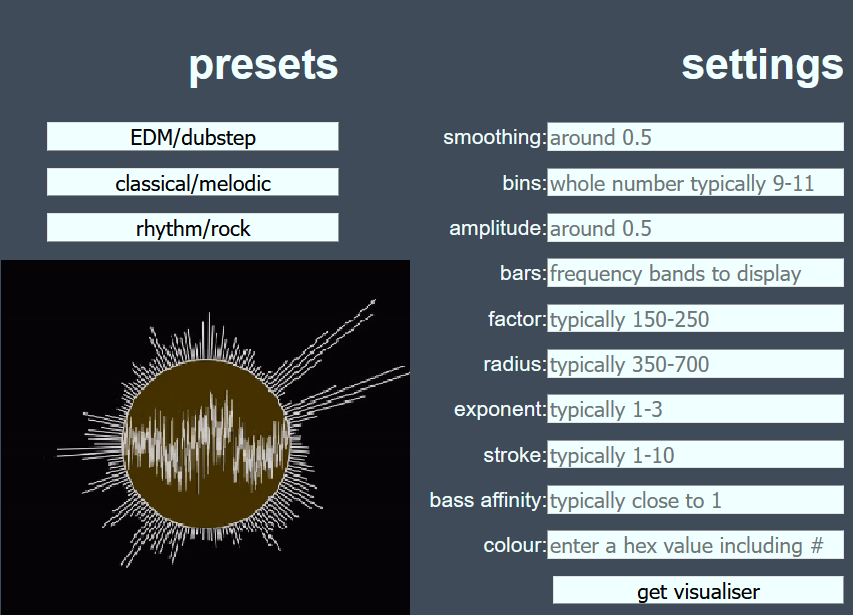 presets
EDM/dubstep
classical/melodic
rhythm/rock
settings
smoothing: around 0.5
bins: whole number typically 9-11
amplitude: around 0.5
bars: frequency bands to display
factor: typically 150-250
radius: typically 350-700
exponent: typically 1-3
stroke: typically 1-10
bass affinity: typically close to 1
colour: enter a hex value including #
get visualiser